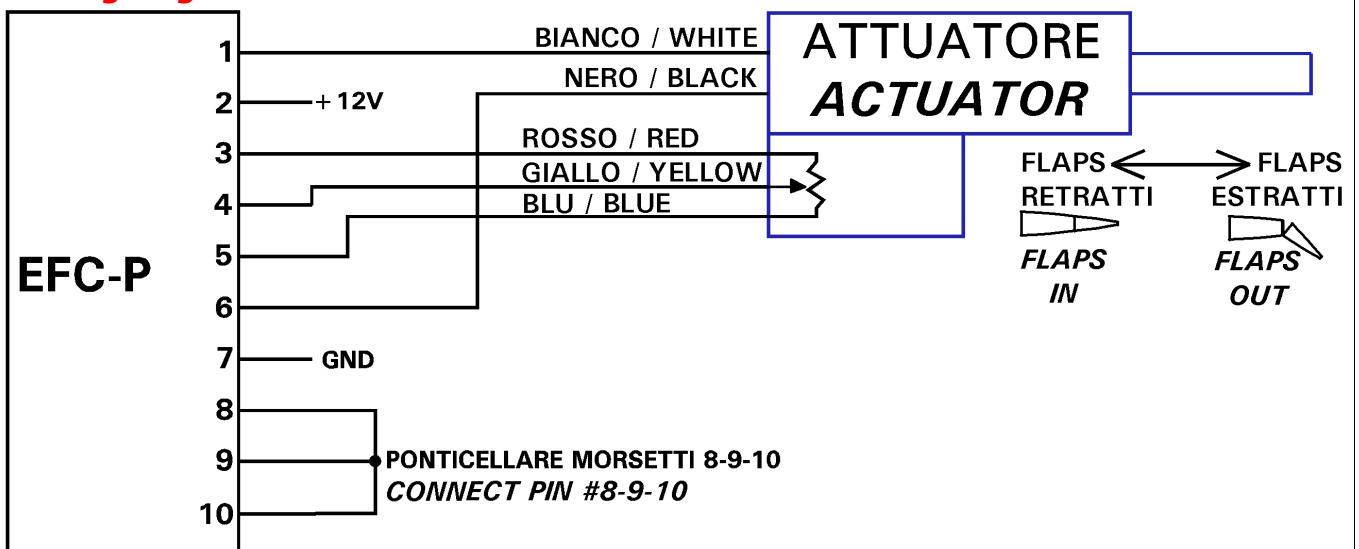 1
BIANCO / WHITE
ATTUATORE
ACTUATOR
NERO / BLACK
2
+ 12V
3
ROSSO / RED
GIALLO / YELLOW
4
BLU / BLUE
5
6
EFC-P
FLAPS
RETRATTI
FLAPS
IN
FLAPS
ESTRATTI
FLAPS
OUT
7
GND
8
9
PONTICELLARE MORSETTI 8-9-10
CONNECT PIN #8-9-10
10